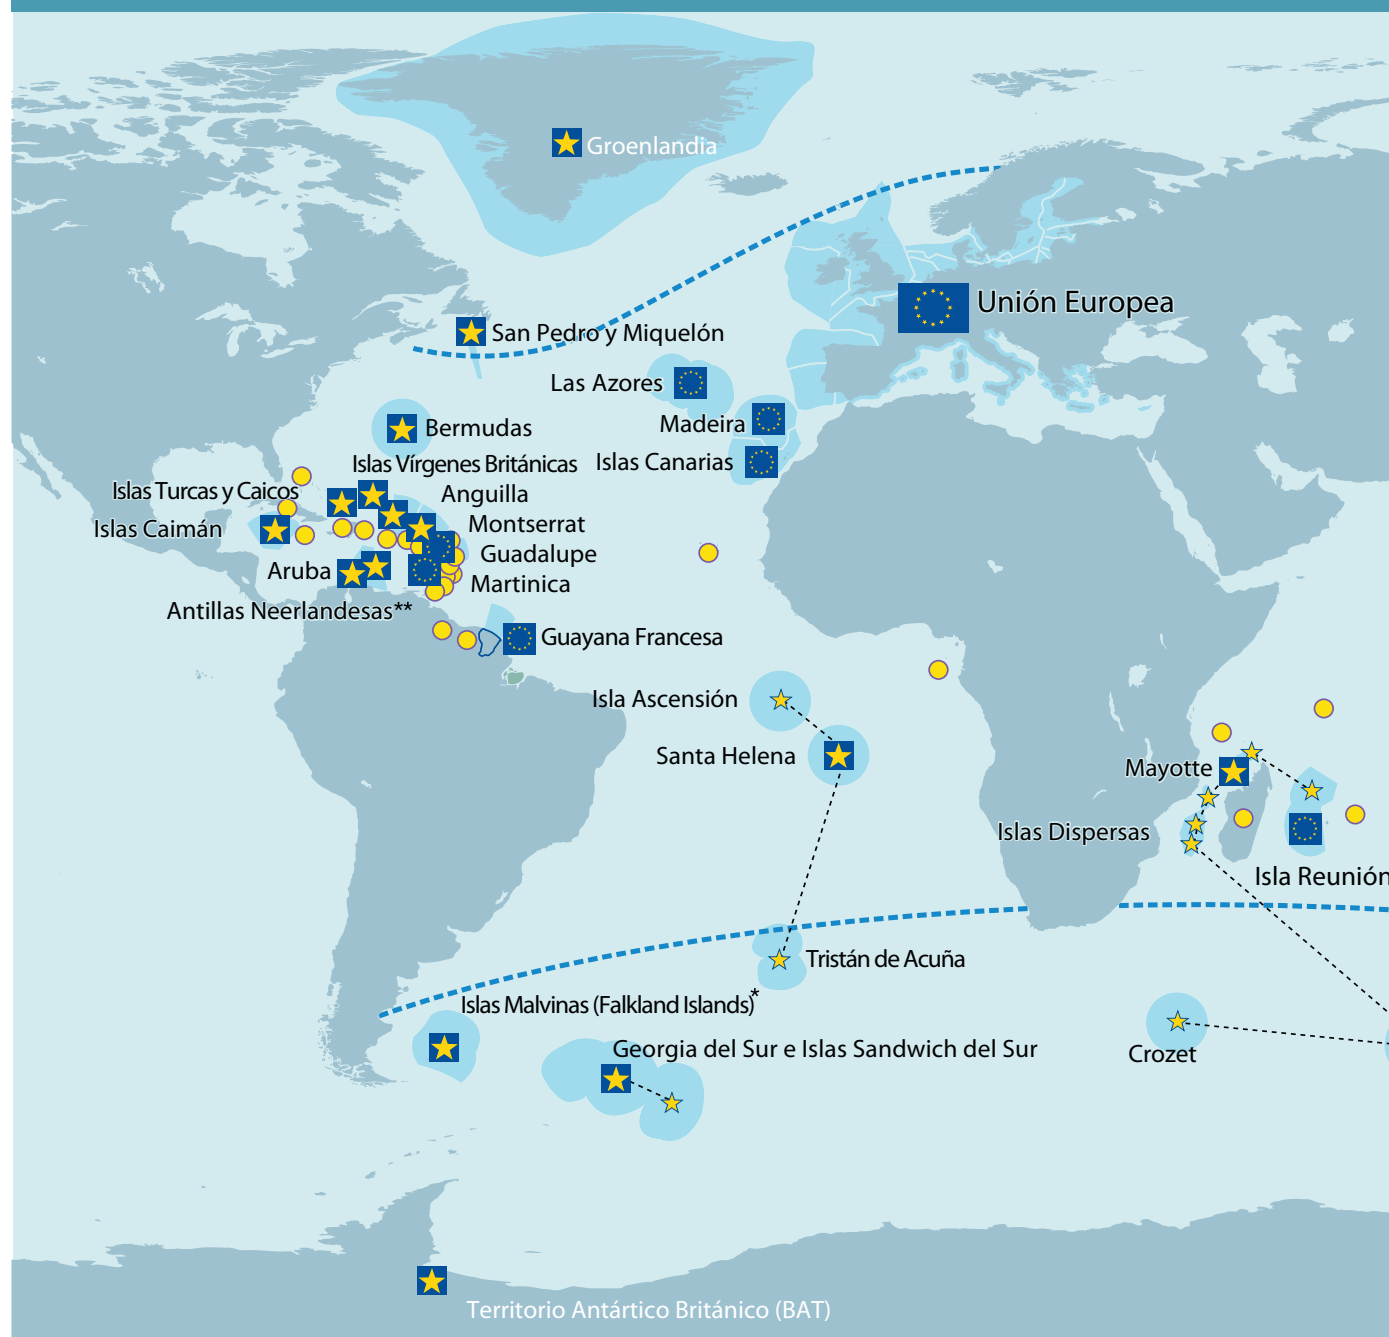 Groenlandia
Unión Europea
San Pedro y Miquelón
Las Azores
Madeira
Bermudas
Islas Canarias
Islas Vírgenes Británicas
Islas Turcas y Caicos
Anguilla
Islas Caimán
Montserrat
Guadalupe
Aruba
Martinica
Antillas Neerlandesas**
Guayana Francesa
Isla Ascensión
Santa Helena
Mayotte
Islas Dispersas
Isla Reunión
Tristán de Acuña
Islas Malvinas (Falkland Islands)*
Georgia del Sur e Islas Sandwich del Sur
Crozet
Territorio Antártico Británico (BAT)